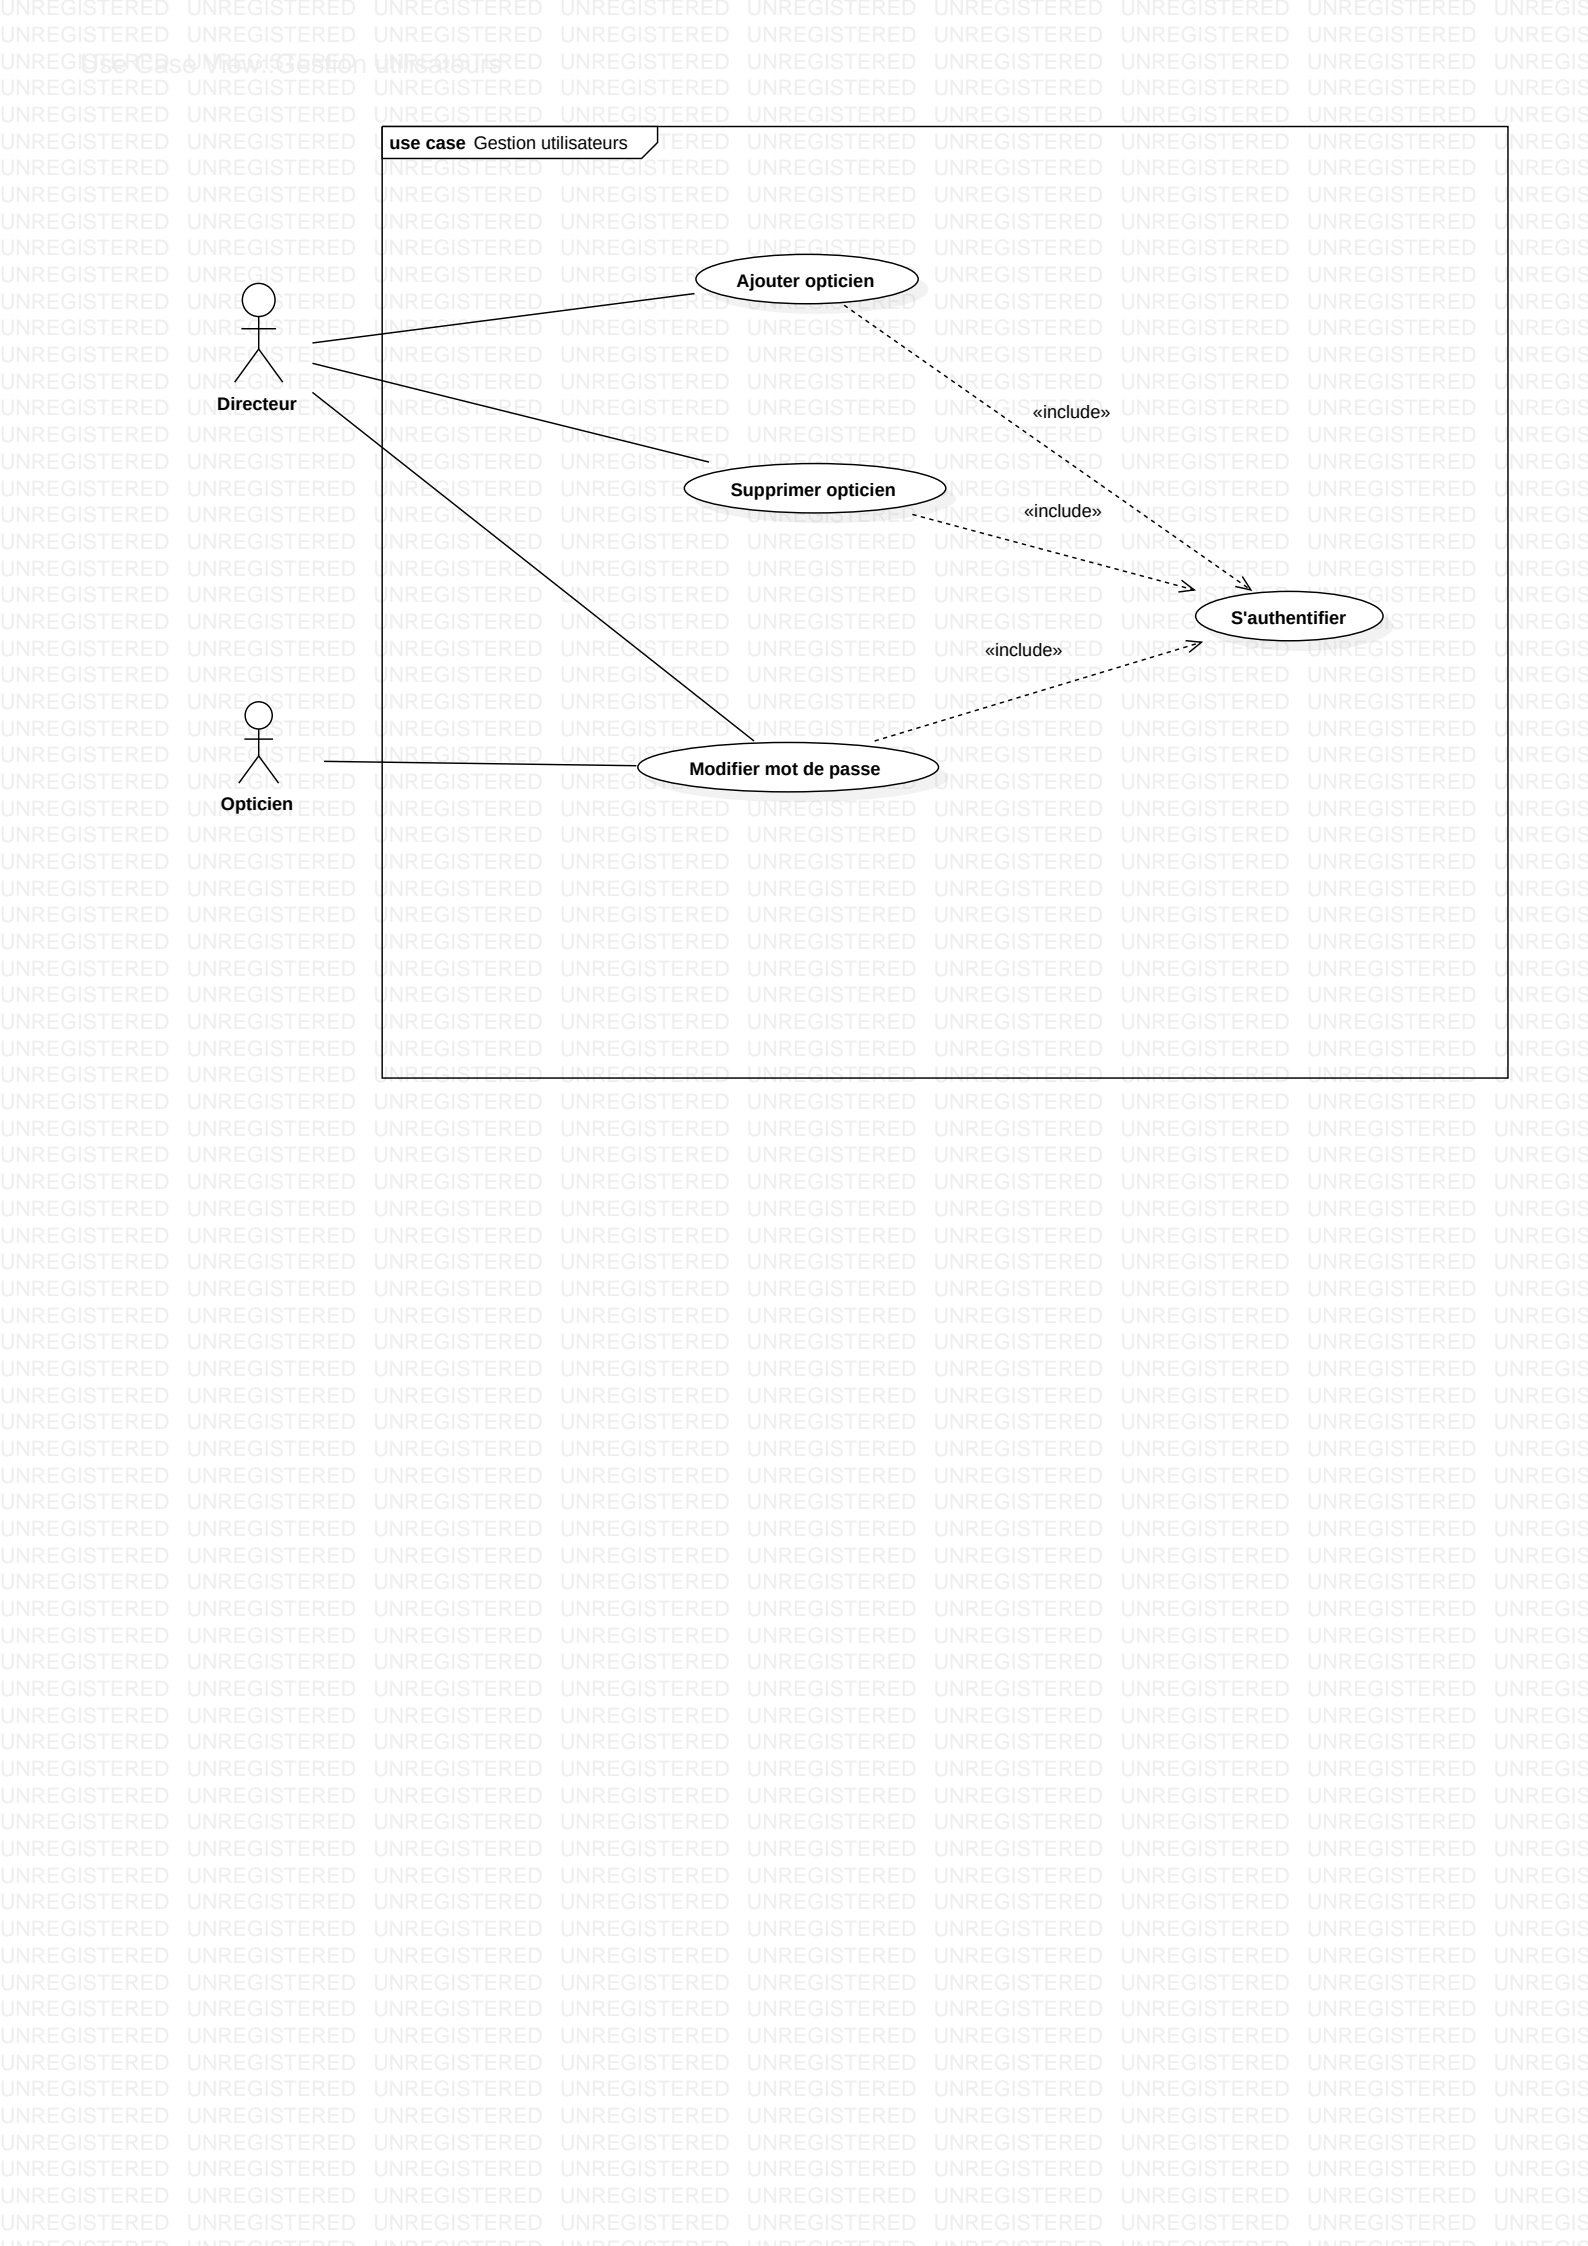 Use Case View::Gestion utilisateurs
use case Gestion utilisateurs
Ajouter opticien
Directeur
«include»
Supprimer opticien
«include»
S'authentifier
«include»
Modifier mot de passe
Opticien
UNREGISTERED